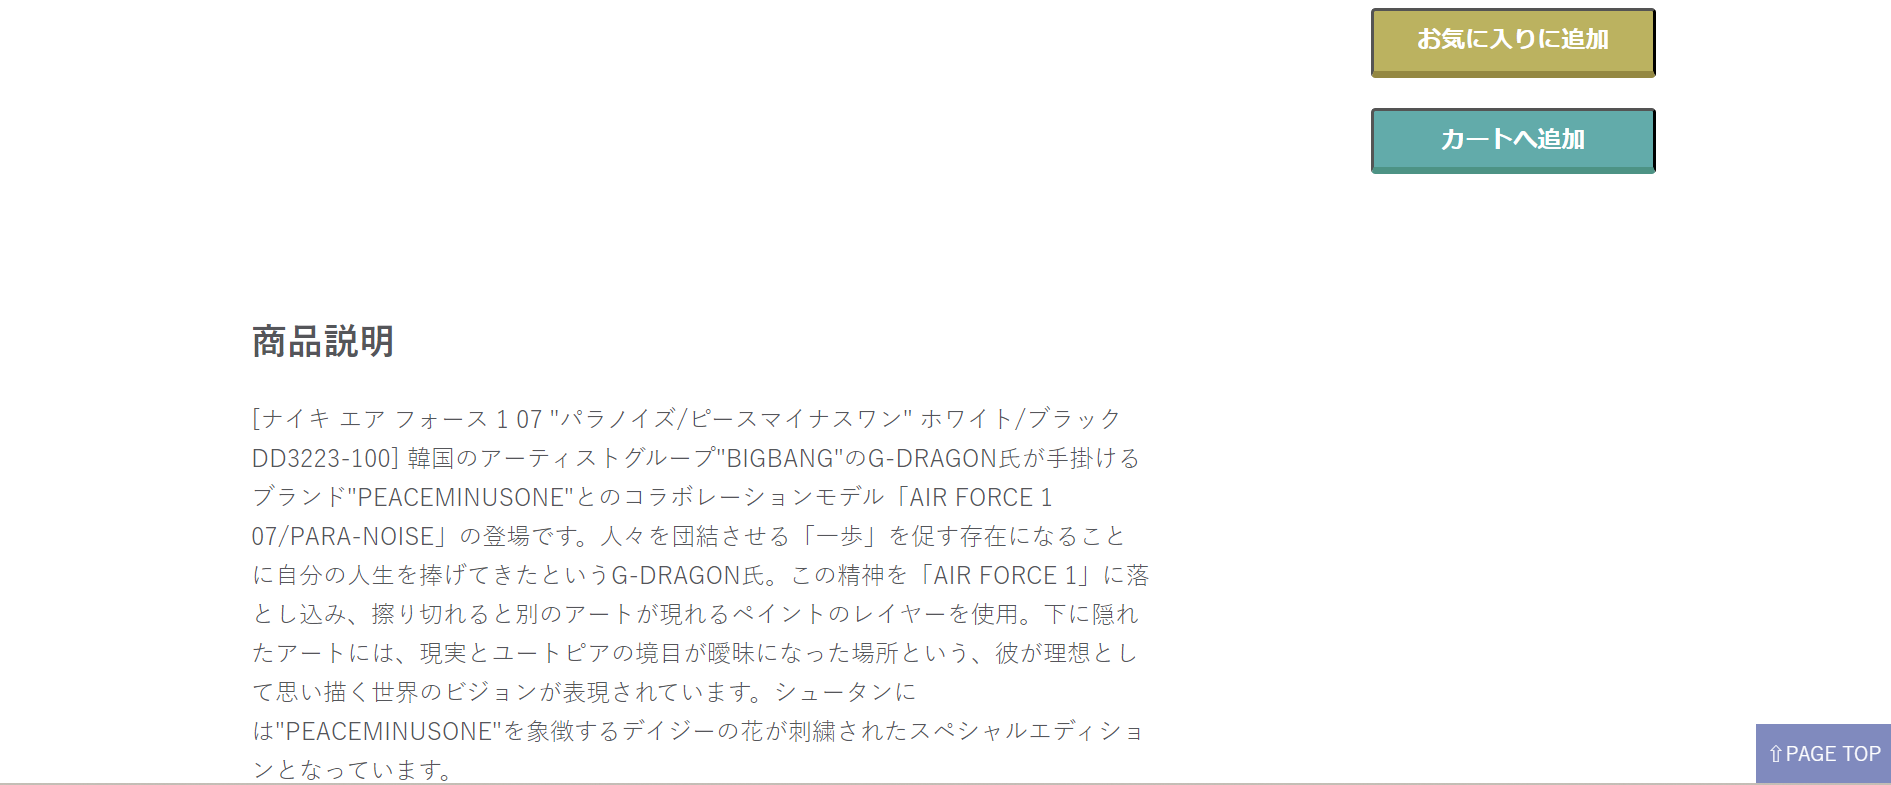 お気に入りに追加
カートへ追加
商品説明
[ナイキ エア フォース 1 07 "パラノイズ/ピースマイナスワン" ホワイト/ブラック
DD3223-100] 韓国のアーティストグループ"BIGBANG"のG-DRAGON氏が手掛ける
ブランド"PEACEMINUSONE"とのコラボレーションモデル「AIR FORCE 1
07/PARA-NOISE」の登場です。人々を団結させる「一歩」を促す存在になること
に自分の人生を捧げてきたというG-DRAGON氏。この精神を「AIR FORCE 1」に落
とし込み、擦り切れると別のアートが現れるペイントのレイヤーを使用。下に隠れ
たアートには、現実とユートピアの境目が曖昧になった場所という、彼が理想とし
て思い描く世界のビジョンが表現されています。シュータンに
は"PEACEMINUSONE"を象徴するデイジーの花が刺繍されたスペシャルエディショ
ンとなっています。
⇧PAGE TOP